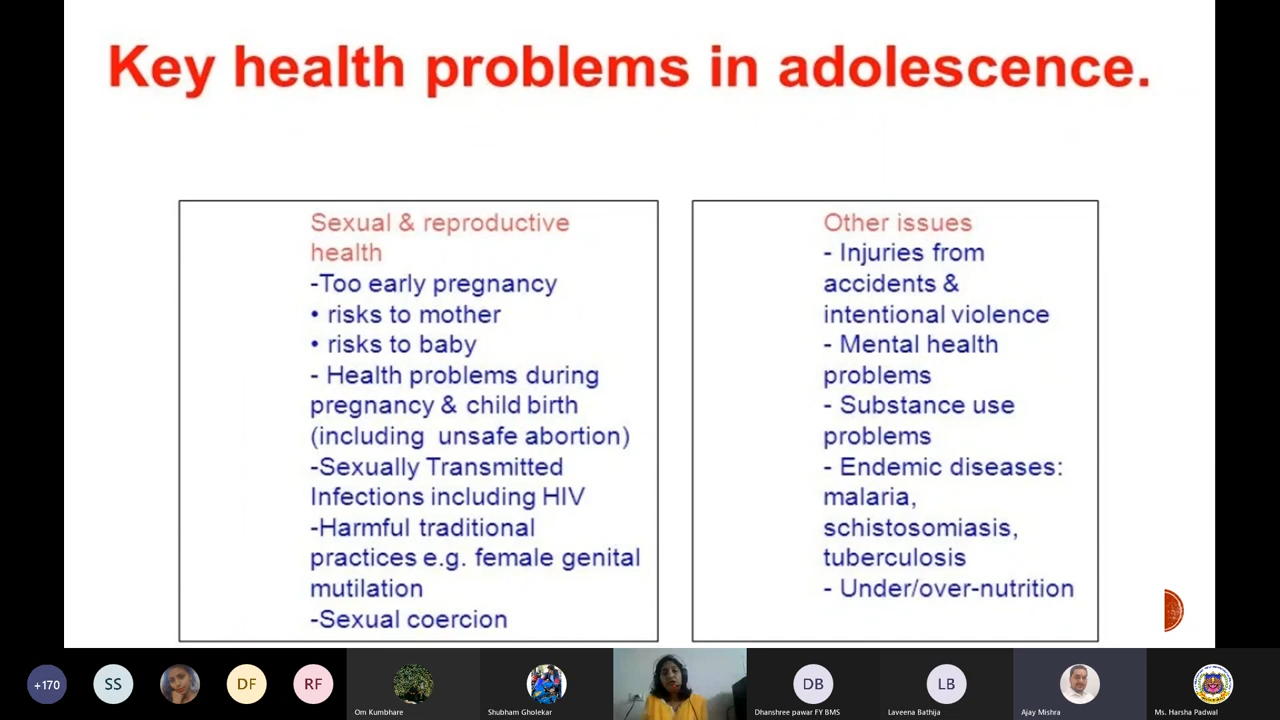 Key health problems in adolescence.
Sexual & reproductive
health
-Too early pregnancy
• risks to mother
• risks to baby
- Health problems during
pregnancy & child birth
(including unsafe abortion)
-Sexually Transmitted
Infections including HIV
-Harmful traditional
practices e.g. female genital
mutilation
-Sexual coercion
Other issues
- Injuries from
accidents &
intentional violence
- Mental health
problems
- Substance use
problems
- Endemic diseases:
malaria,
schistosomiasis,
tuberculosis
- Under/over-nutrition
+170
SS
DF
RF
Om Kumbhare
Shubham Gholekar
DB
Dhanshree pawar FY BMS
LB
Laveena Bathija
Ajay Mishra
Ms. Harsha Padwal